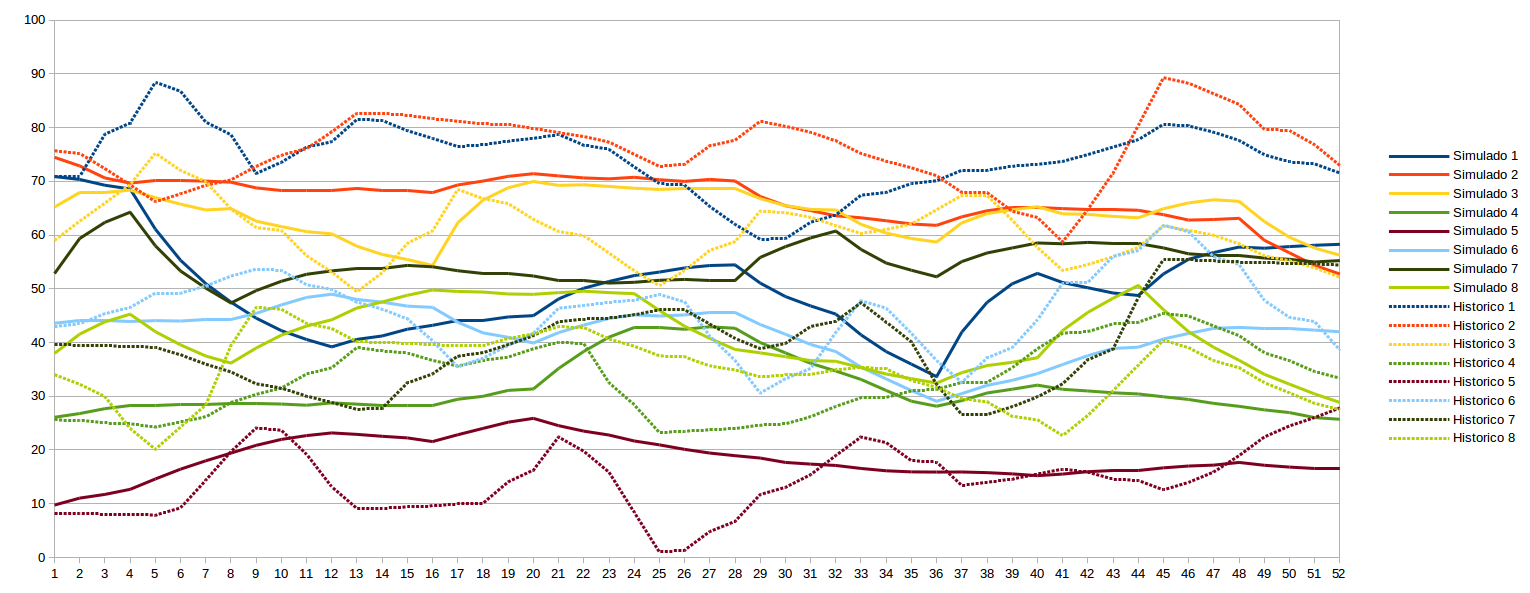 100
90
80
70
60
50
40
30
20
10
0
1 2 3 4 5 6 7 8 9 10 11 12 13 14 15 16 17 18 19 20 21 22 23 24 25 26 27 28 29 30 31 32 33 34 35 36 37 38 39 40 41 42 43 44 45 46 47 48 49 50 51 52
Simulado 1
Simulado 2
Simulado 3
Simulado 4
Simulado 5
Simulado 6
Simulado 7
Simulado 8
Historico 1
Historico 2
Historico 3
Historico 4
Historico 5
Historico 6
Historico 7
Historico 8